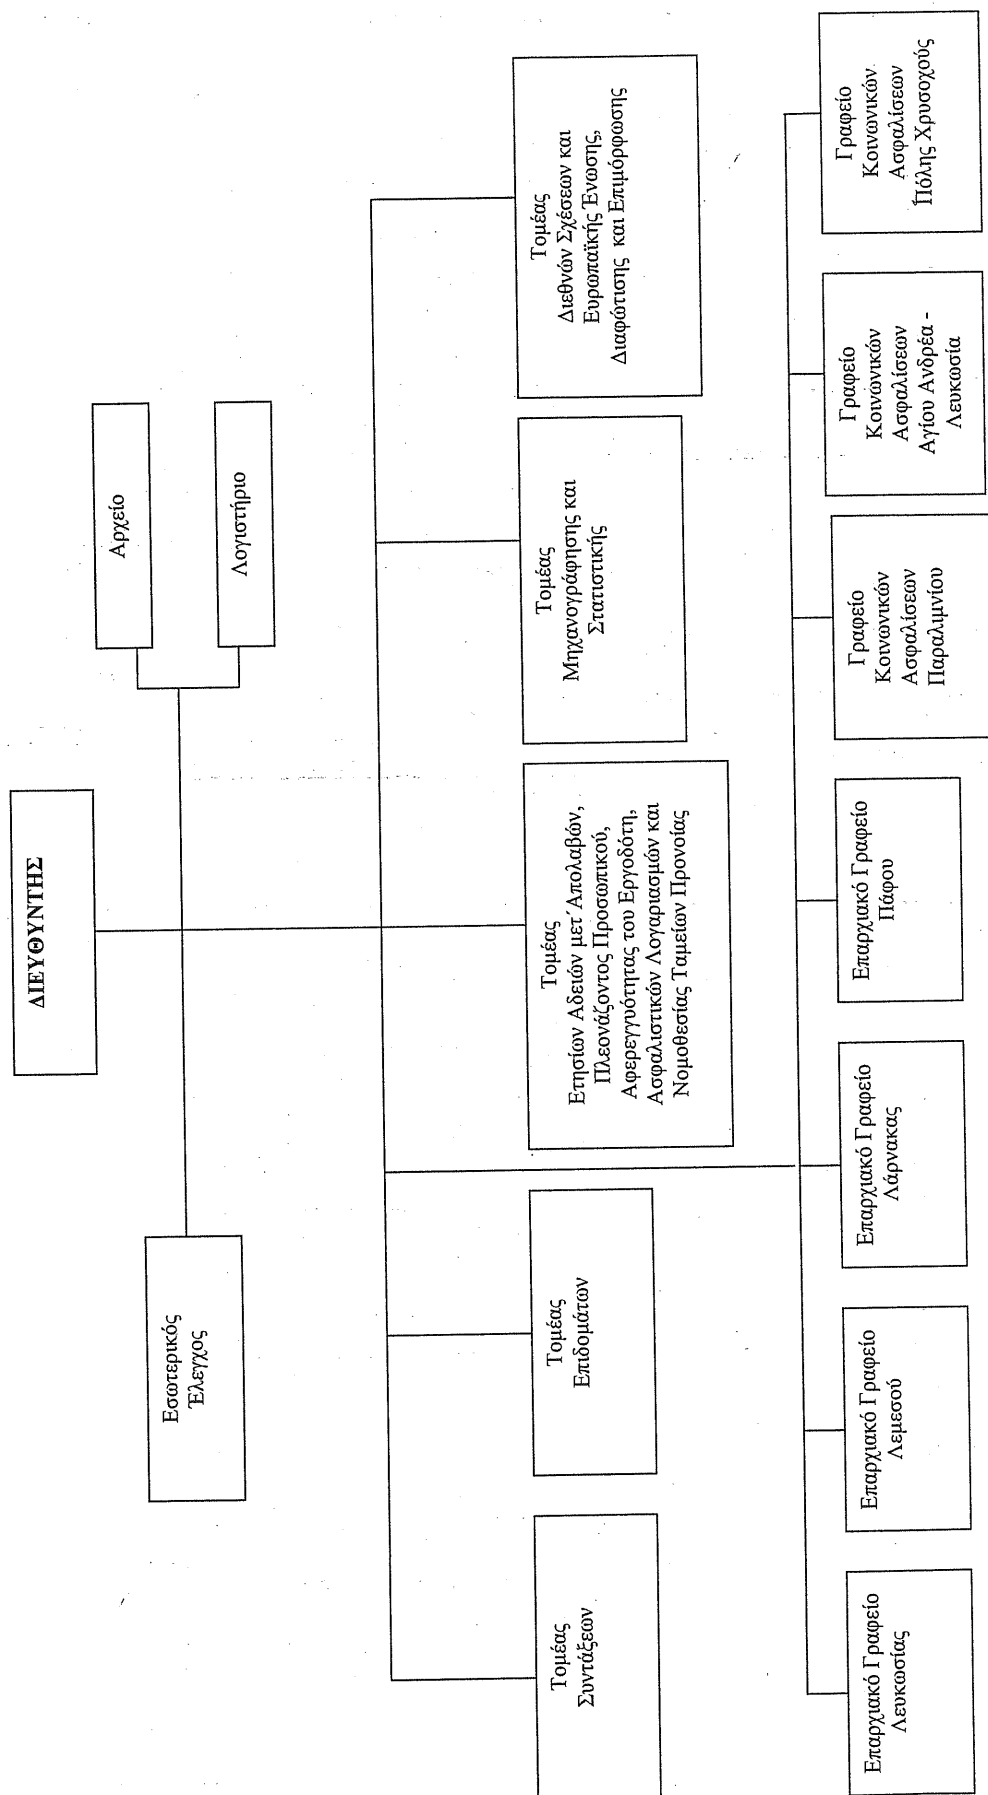 ΔΙΕΥΘΥΝΤΗΣ
Εσωτερικός
Έλεγχος
Αρχείο
Λογιστήριο
Τομέας
Συντάξεων
Τομέας
Επιδομάτων
Τομέας
Ετησίων Αδειών μετ΄Απολαβών,
Πλεονάζοντος Προσωπικού,
Αφερεγγυότητας του Εργοδότη,
Ασφαλιστικών Λογαριασμών και
Νομοθεσίας Ταμείων Προνοίας
Τομέας
Μηχανογράφησης και
Στατιστικής
Τομέας
Διεθνών Σχέσεων και
Ευρωπαϊκής Ένωσης,
Διαφώτισης και Επιμόρφωσης
Επαρχιακό Γραφείο
Λευκωσίας
Επαρχιακό Γραφείο
Λεμεσού
Επαρχιακό Γραφείο
Λάρνακας
Επαρχιακό Γραφείο
Πάφου
Γραφείο
Κοινωνικών
Ασφαλίσεων
Παραλιμνίου
Γραφείο
Κοινωνικών
Ασφαλίσεων
Αγίου Ανδρέα -
Λευκωσία
Γραφείο
Κοινωνικών
Ασφαλίσεων
Πόλης Χρυσοχούς